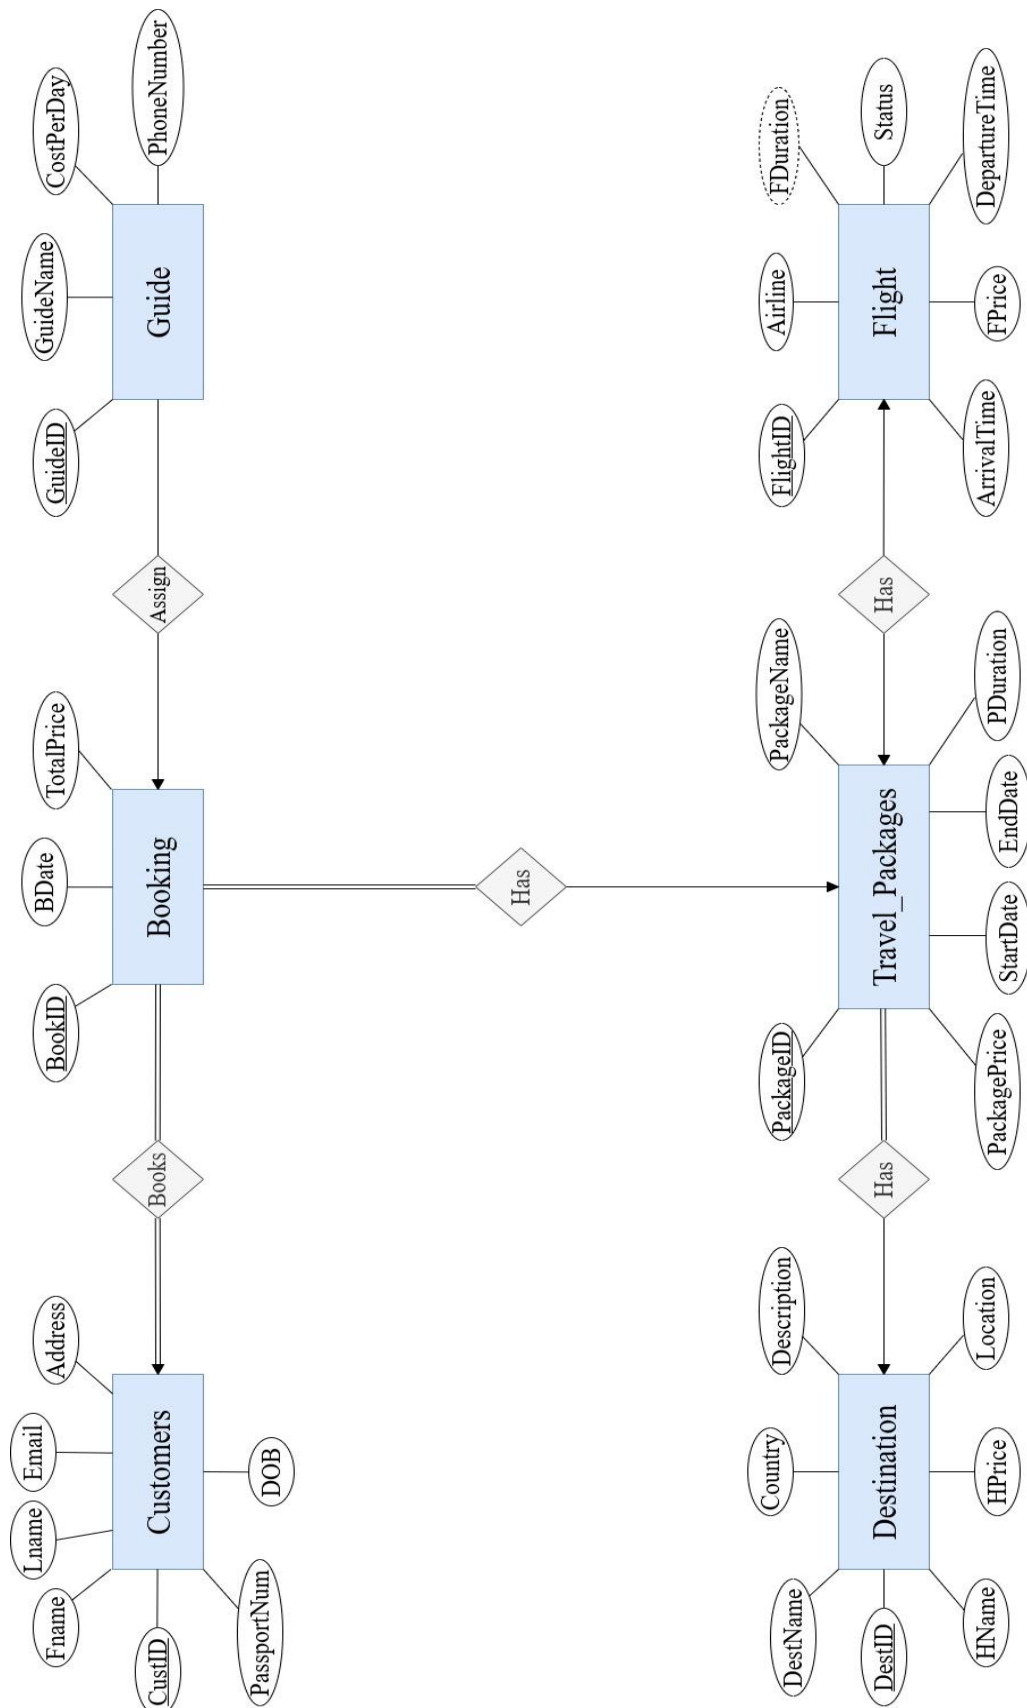 Fname
Lname
Email
Address
CustID
Customers
PassportNum
DOB
Books
BookID
BDate
TotalPrice
Booking
Assign
GuideID
GuideName
CostPerDay
Guide
PhoneNumber
Has
DestName
Country
Description
DestID
Destination
HName
HPrice
Location
Has
PackageID
PackageName
Travel_Packages
PackagePrice
StartDate
EndDate
PDuration
Has
FlightID
Airline
FDuration
Flight
Status
ArrivalTime
FPrice
DepartureTime